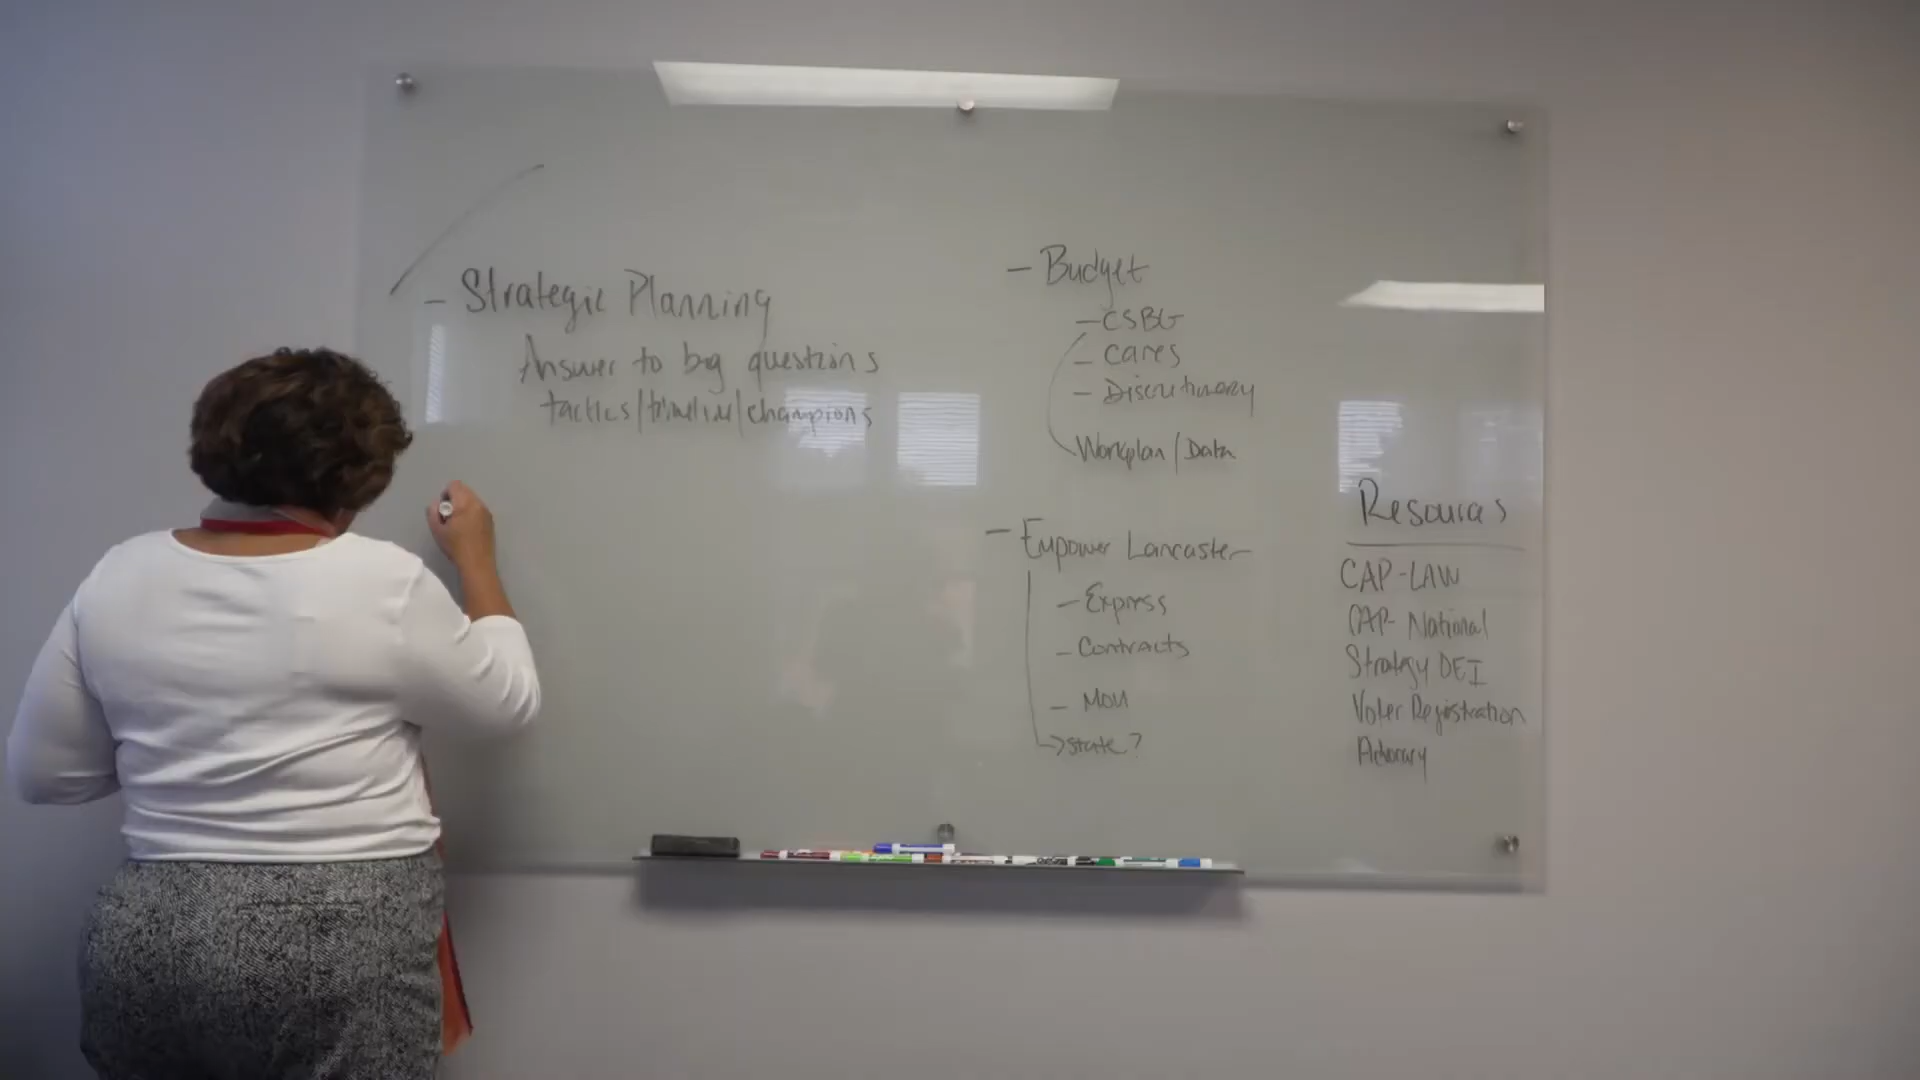 - Strategic Planning
Answer to big questions
tactics/timeline/champions
- Budget
- CSBG
- Cares
- Discretionary
Workplan/Data
- Empower Lancaster
- Express
- Contracts
- MOU
→ state?
Resources
CAP-LAW
CAP- National
Strategy DEI
Voter Registration
Advocacy